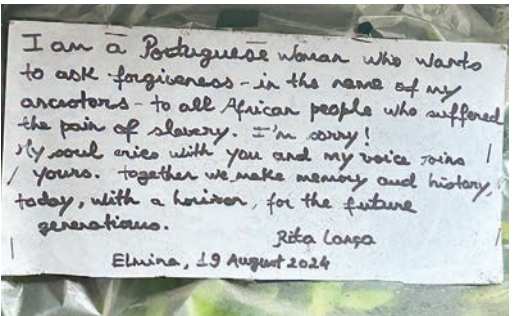 I am a Portuguese woman who wants
to ask forgiveness - in the name of my
ancestors - to all African people who suffered
the pain of slavery. I'm sorry!
My soul cries with you and my voice joins
yours. together we make memory and history,
today, with a horizon, for the future
generations.
Rita Lança
Elmina, 19 August 2024